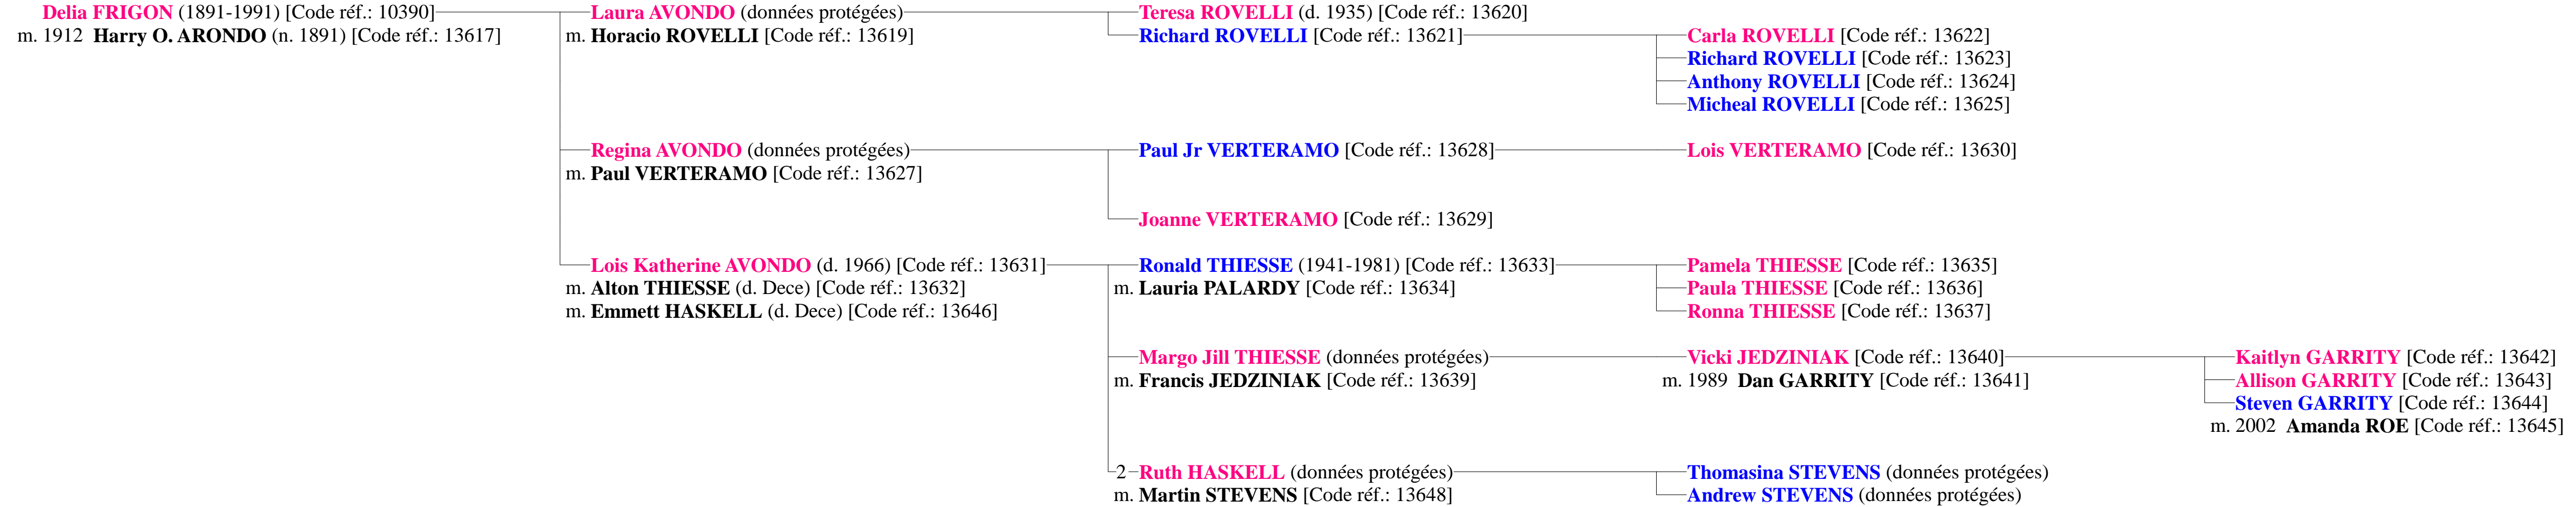 Delia FRIGON (1891-1991) [Code réf.: 10390]
m. 1912 Harry O. ARONDO (n. 1891) [Code réf.: 13617]
Laura AVONDO (données protégées)
m. Horacio ROVELLI [Code réf.: 13619]
Teresa ROVELLI (d. 1935) [Code réf.: 13620]
Richard ROVELLI [Code réf.: 13621]
Carla ROVELLI [Code réf.: 13622]
Richard ROVELLI [Code réf.: 13623]
Anthony ROVELLI [Code réf.: 13624]
Micheal ROVELLI [Code réf.: 13625]
Regina AVONDO (données protégées)
m. Paul VERTERAMO [Code réf.: 13627]
Paul Jr VERTERAMO [Code réf.: 13628]
Lois VERTERAMO [Code réf.: 13630]
Joanne VERTERAMO [Code réf.: 13629]
Lois Katherine AVONDO (d. 1966) [Code réf.: 13631]
m. Alton THIESSE (d. Dece) [Code réf.: 13632]
m. Emmett HASKELL (d. Dece) [Code réf.: 13646]
Ronald THIESSE (1941-1981) [Code réf.: 13633]
m. Lauria PALARDY [Code réf.: 13634]
Pamela THIESSE [Code réf.: 13635]
Paula THIESSE [Code réf.: 13636]
Ronna THIESSE [Code réf.: 13637]
Margo Jill THIESSE (données protégées)
m. Francis JEDZINIAK [Code réf.: 13639]
Vicki JEDZINIAK [Code réf.: 13640]
m. 1989 Dan GARRITY [Code réf.: 13641]
Kaitlyn GARRITY [Code réf.: 13642]
Allison GARRITY [Code réf.: 13643]
Steven GARRITY [Code réf.: 13644]
m. 2002 Amanda ROE [Code réf.: 13645]
2 Ruth HASKELL (données protégées)
m. Martin STEVENS [Code réf.: 13648]
Thomasina STEVENS (données protégées)
Andrew STEVENS (données protégées)